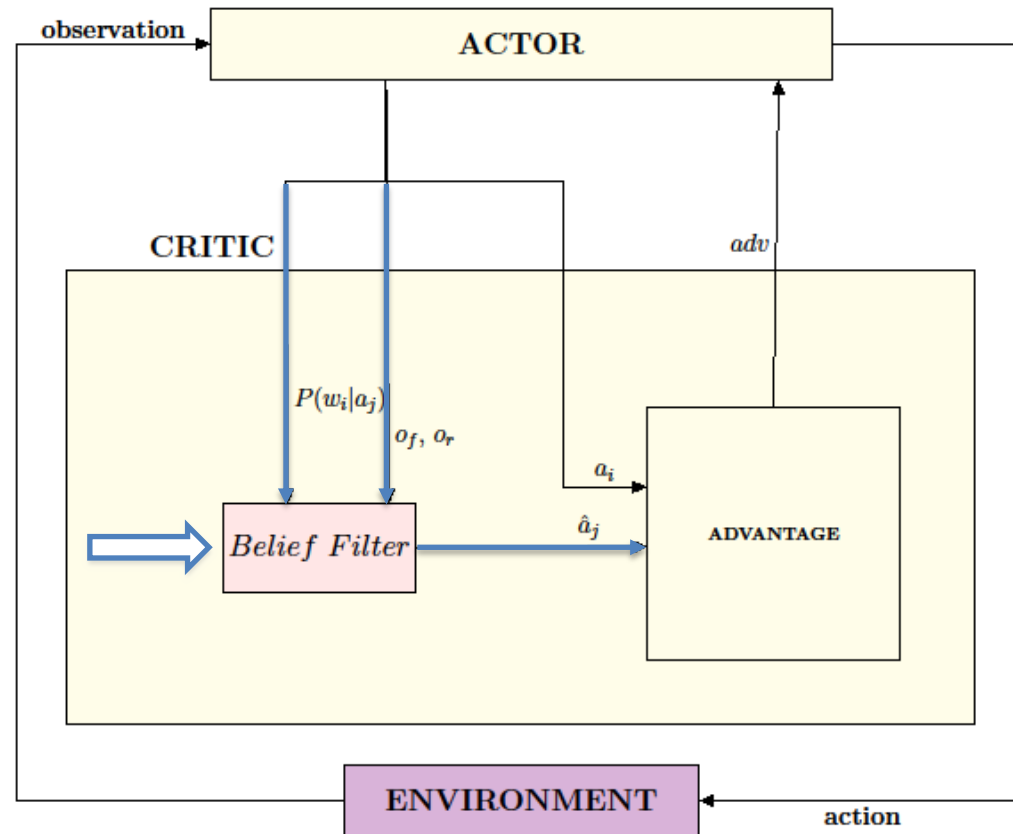 observation
ACTOR
CRITIC
adv
P(w_i|a_j)
o_f, o_r
a_i
Belief Filter
â_j
ADVANTAGE
ENVIRONMENT
action